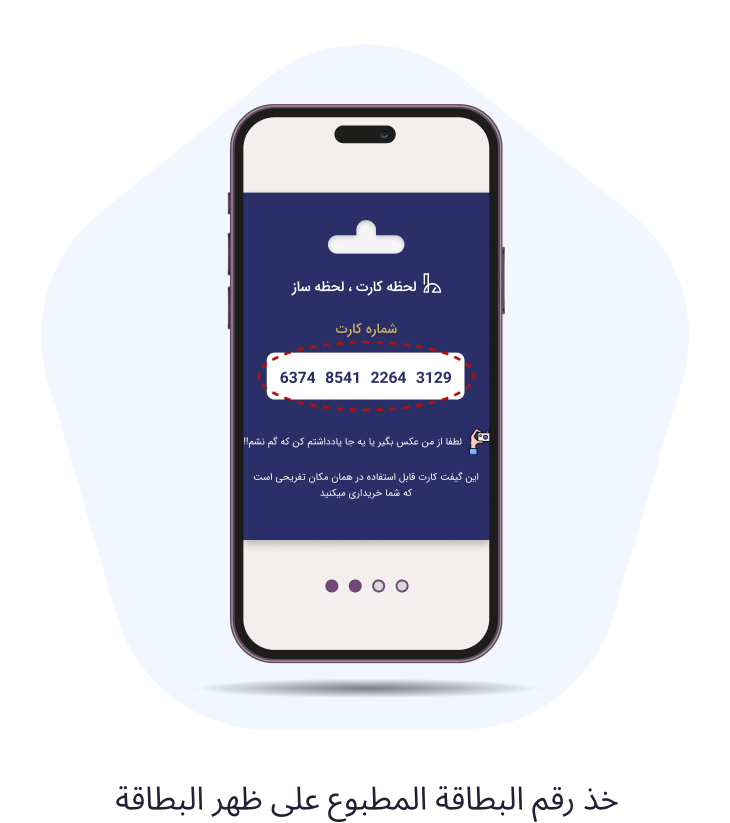 لحظه کارت ، لحظه ساز
شماره کارت
6374 8541 2264 3129
لطفا از من عکس بگیر یا یه جا یادداشتم کن که گم نشم!!
این گیفت کارت قابل استفاده در همان مکان تفریحی است
که شما خریداری میکنید
خذ رقم البطاقة المطبوع على ظهر البطاقة